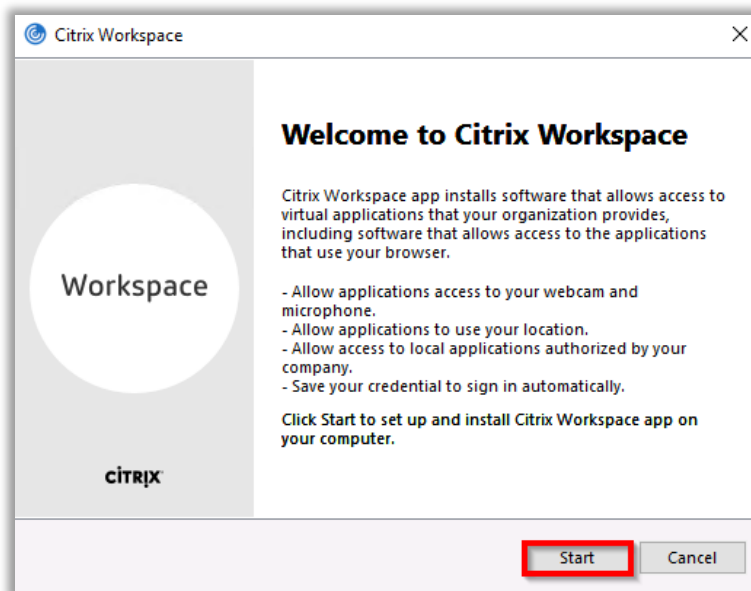 Citrix Workspace
Welcome to Citrix Workspace
Citrix Workspace app installs software that allows access to
virtual applications that your organization provides,
including software that allows access to the applications
that use your browser.
- Allow applications access to your webcam and
microphone.
- Allow applications to use your location.
- Allow access to local applications authorized by your
company.
- Save your credential to sign in automatically.
Click Start to set up and install Citrix Workspace app on
your computer.
Workspace
CITRIX
Start
Cancel